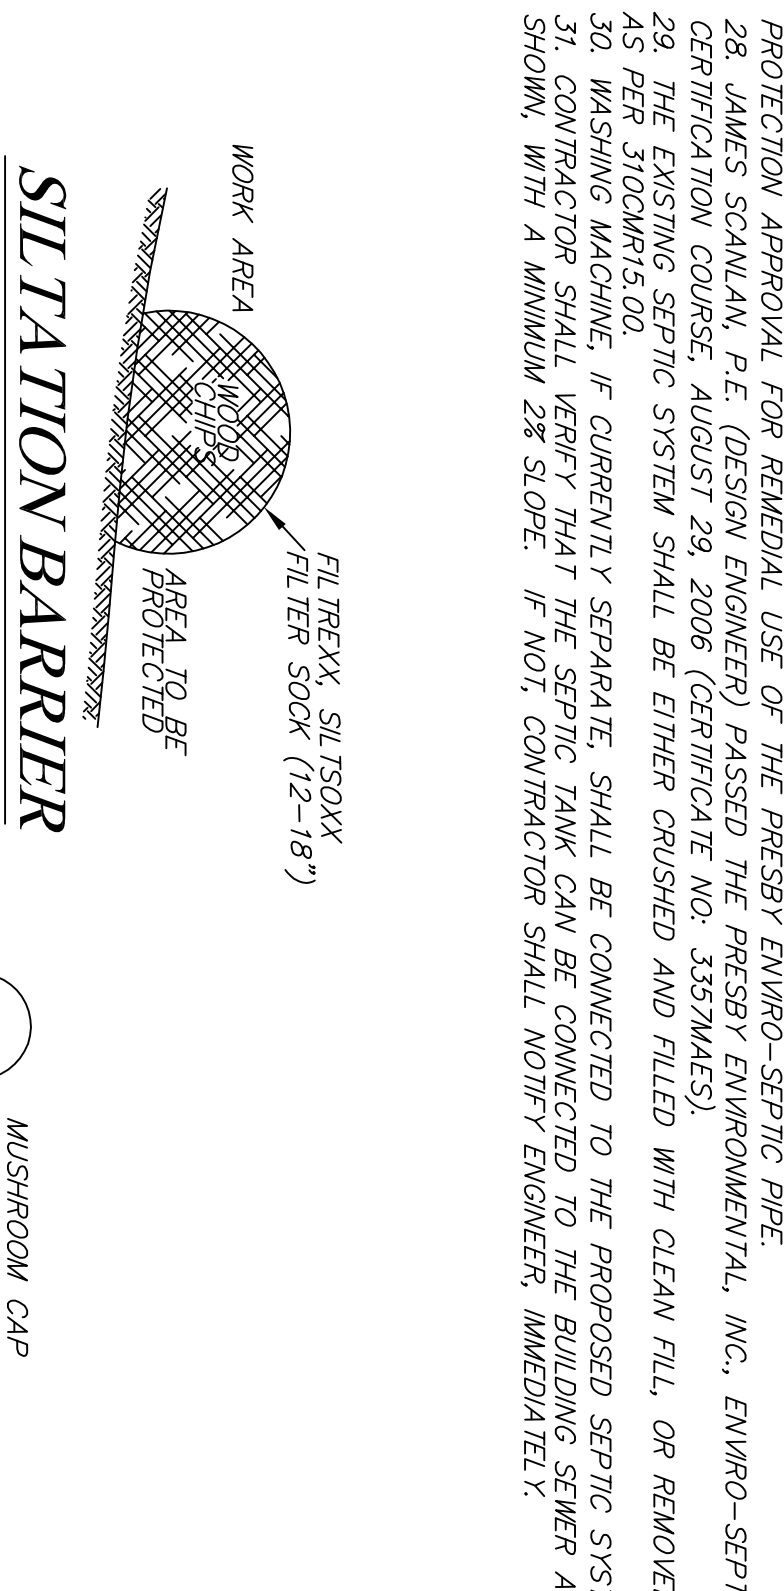 PROTECTION APPROVAL FOR REMEDIAL USE OF THE PRESBY ENVIRO-SEPTIC PIPE.
28. JAMES SCANLAN, P.E. (DESIGN ENGINEER) PASSED THE PRESBY ENVIRONMENTAL, INC., ENVIRO-SEPT
CERTIFICATION COURSE, AUGUST 29, 2006 (CERTIFICATE NO: 3357MAES).
29. THE EXISTING SEPTIC SYSTEM SHALL BE EITHER CRUSHED AND FILLED WITH CLEAN FILL, OR REMOVE
AS PER 310CMR15.00.
30. WASHING MACHINE, IF CURRENTLY SEPARATE, SHALL BE CONNECTED TO THE PROPOSED SEPTIC SYS
31. CONTRACTOR SHALL VERIFY THAT THE SEPTIC TANK CAN BE CONNECTED TO THE BUILDING SEWER A
SHOWN, WITH A MINIMUM 2% SLOPE. IF NOT, CONTRACTOR SHALL NOTIFY ENGINEER, IMMEDIATELY.
FILTREXX, SILTSOXX
FILTER SOCK (12-18")
WORK AREA
WOOD
CHIPS
AREA TO BE
PROTECTED
SILTATION BARRIER
MUSHROOM CAP